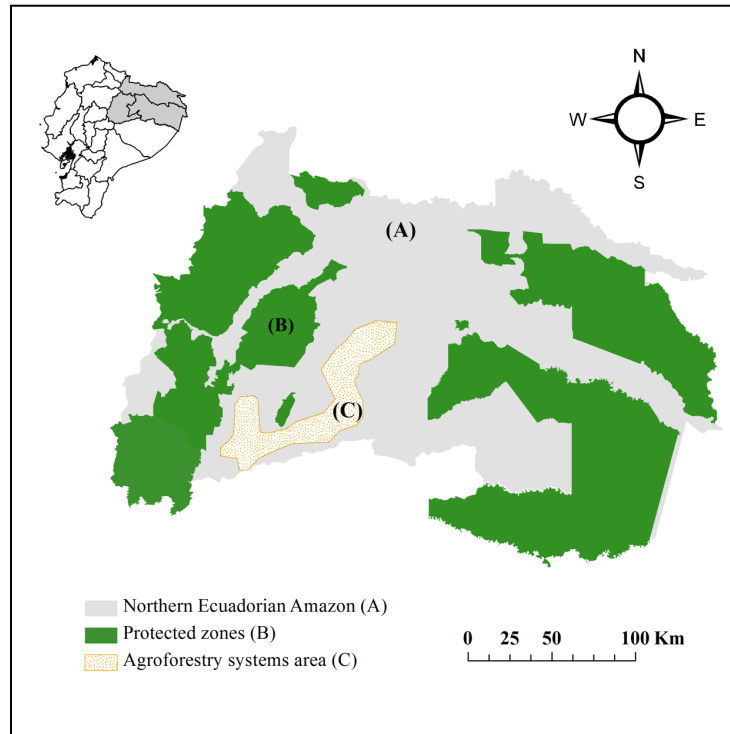 N
W E
S
(A)
(B)
(C)
Northern Ecuadorian Amazon (A)
Protected zones (B)
Agroforestry systems area (C)
0 25 50 100 Km